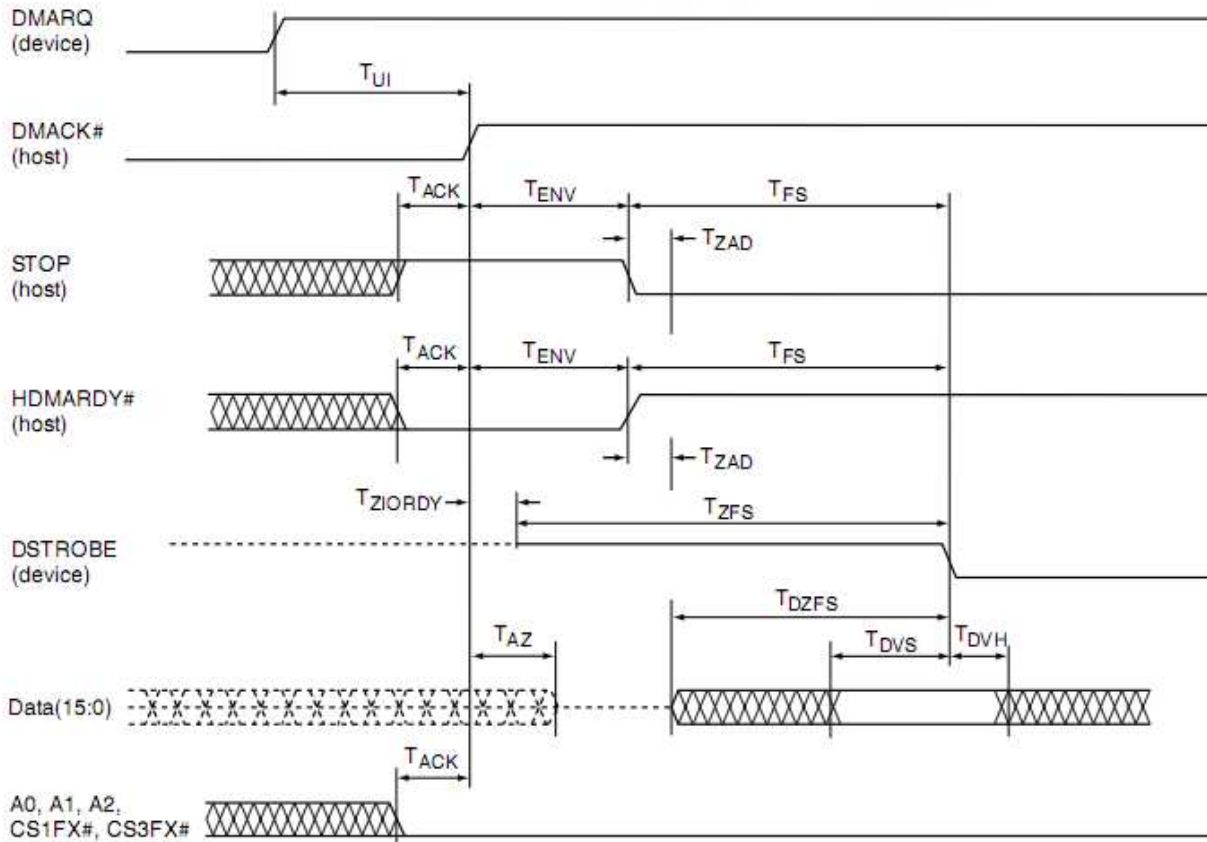 DMARQ
(device)
TUI
DMACK#
(host)
TACK
TENV
TFS
TZAD
STOP
(host)
TACK
TENV
TFS
HDMARDY#
(host)
TZAD
TZIORDY
TZFS
DSTROBE
(device)
TDZFS
TAZ
TDVS
TDVH
Data(15:0)
TACK
A0, A1, A2,
CS1FX#, CS3FX#